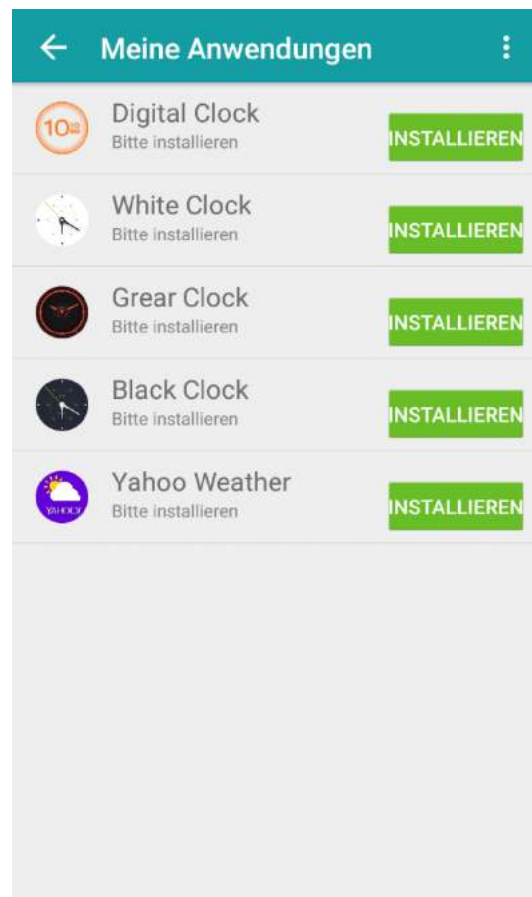 Meine Anwendungen
10
Digital Clock
Bitte installieren
INSTALLIEREN
White Clock
Bitte installieren
INSTALLIEREN
Grear Clock
Bitte installieren
INSTALLIEREN
Black Clock
Bitte installieren
INSTALLIEREN
YAHOO!
Yahoo Weather
Bitte installieren
INSTALLIEREN